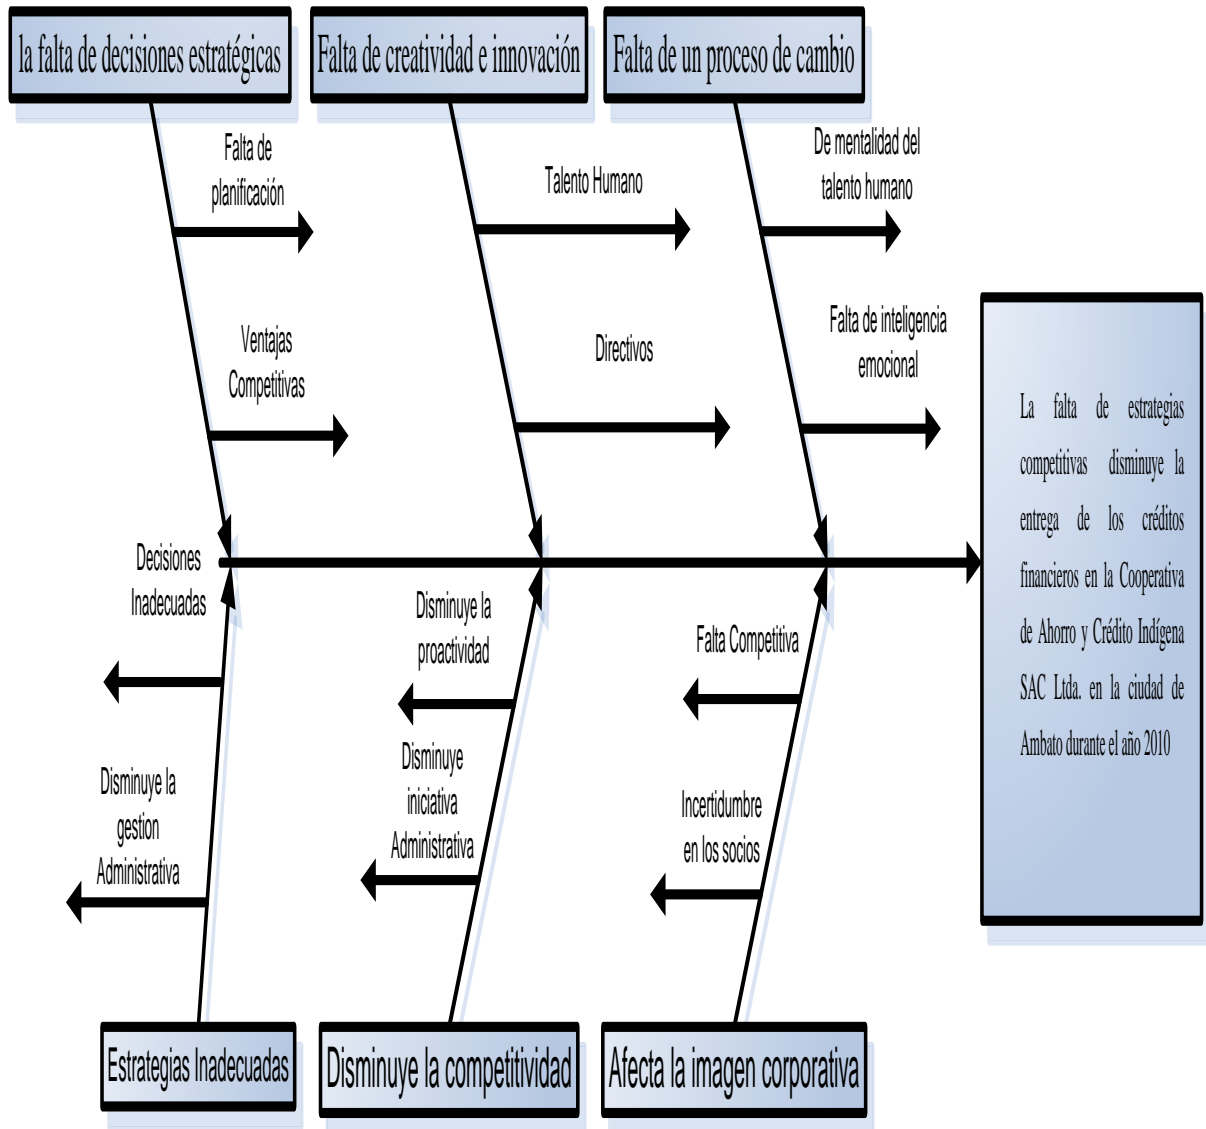 la falta de decisiones estratégicas
Falta de creatividad e innovación
Falta de un proceso de cambio
Falta de
planificación
Talento Humano
De mentalidad del
talento humano
Ventajas
Competitivas
Directivos
Falta de inteligencia
emocional
La falta de estrategias
competitivas disminuye la
entrega de los créditos
financieros en la Cooperativa
de Ahorro y Crédito Indígena
SAC Ltda. en la ciudad de
Ambato durante el año 2010
Decisiones
Inadecuadas
Disminuye la
proactividad
Falta Competitiva
Disminuye la
gestion
Administrativa
Disminuye
iniciativa
Administrativa
Incertidumbre
en los socios
Estrategias Inadecuadas
Disminuye la competitividad
Afecta la imagen corporativa